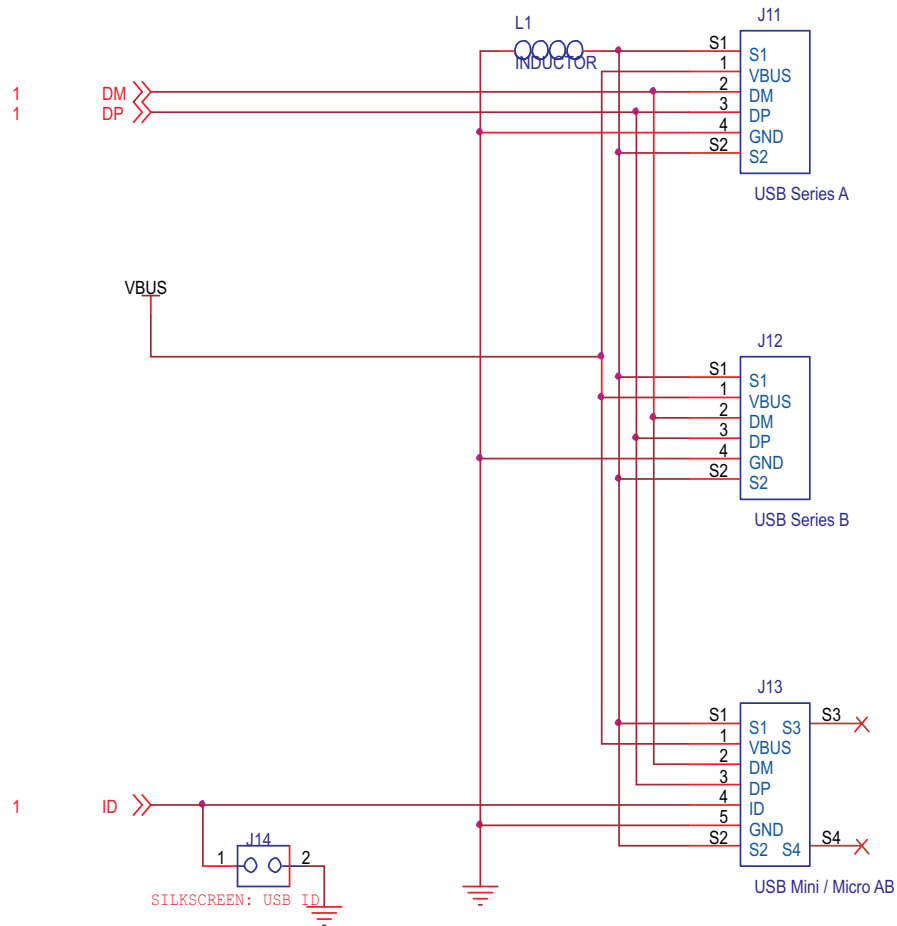 J11
L1
INDUCTOR
S1 S1
1 VBUS
1 DM 2 DM
1 DP 3 DP
4 GND
S2 S2
USB Series A
VBUS
J12
S1 S1
1 VBUS
2 DM
3 DP
4 GND
S2 S2
USB Series B
J13
S1 S1 S3 S3
1 VBUS
2 DM
3 DP
1 ID 4 ID
5 GND
S2 S2 S4 S4
USB Mini / Micro AB
J14
1 2
SILKSCREEN: USB ID